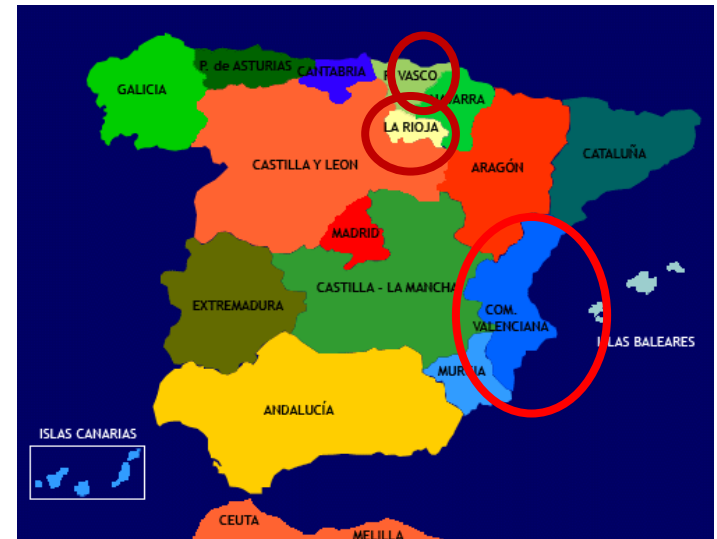 P. de ASTURIAS
CANTABRIA
P. VASCO
GALICIA
NAVARRA
LA RIOJA
CASTILLA Y LEON
ARAGÓN
CATALUÑA
MADRID
CASTILLA - LA MANCHA
EXTREMADURA
COM.
VALENCIANA
ISLAS BALEARES
MURCIA
ANDALUCÍA
ISLAS CANARIAS
CEUTA
MELILLA